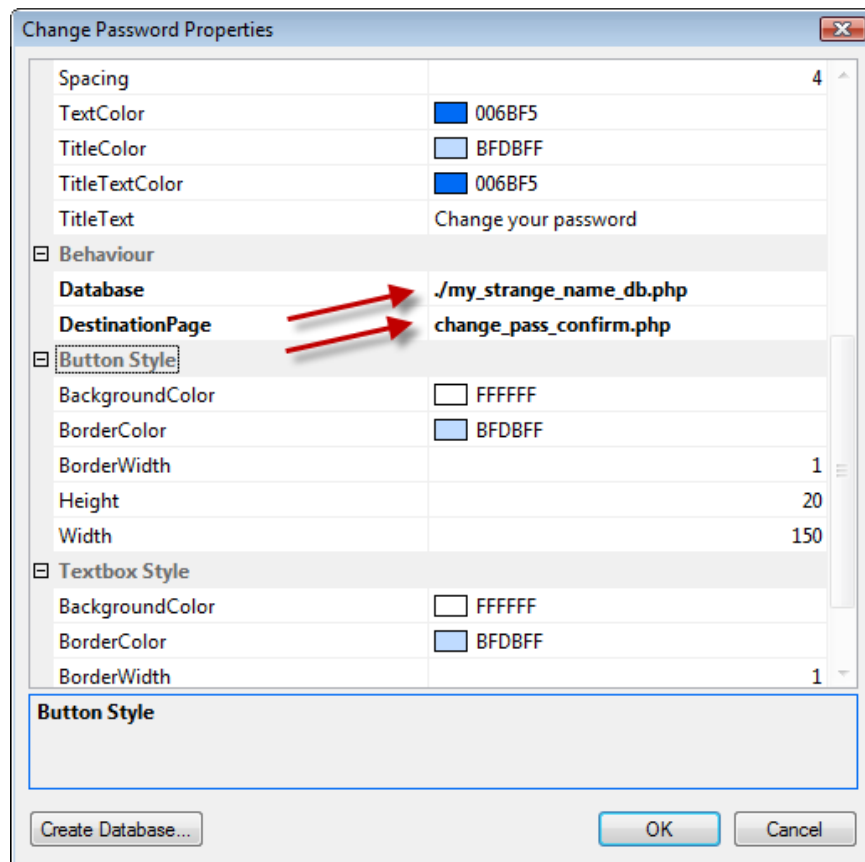 Change Password Properties
Spacing 4
TextColor 006BF5
TitleColor BFDBFF
TitleTextColor 006BF5
TitleText Change your password
Behaviour
Database ./my_strange_name_db.php
DestinationPage change_pass_confirm.php
Button Style
BackgroundColor FFFFFF
BorderColor BFDBFF
BorderWidth 1
Height 20
Width 150
Textbox Style
BackgroundColor FFFFFF
BorderColor BFDBFF
BorderWidth 1
Button Style
Create Database... OK Cancel